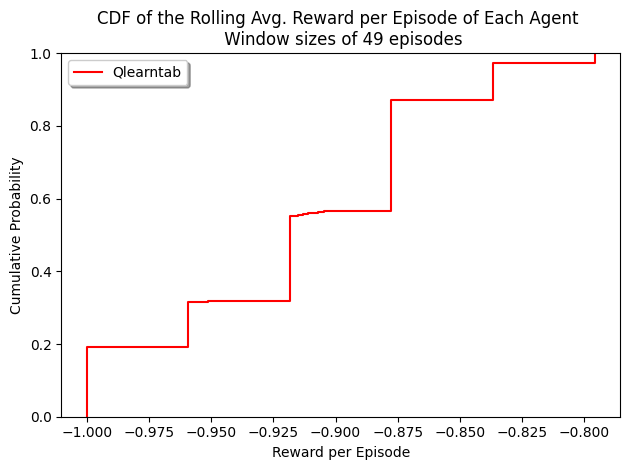 CDF of the Rolling Avg. Reward per Episode of Each Agent
Window sizes of 49 episodes
Qlearntab
Cumulative Probability
1.0
0.8
0.6
0.4
0.2
0.0
−1.000 −0.975 −0.950 −0.925 −0.900 −0.875 −0.850 −0.825 −0.800
Reward per Episode